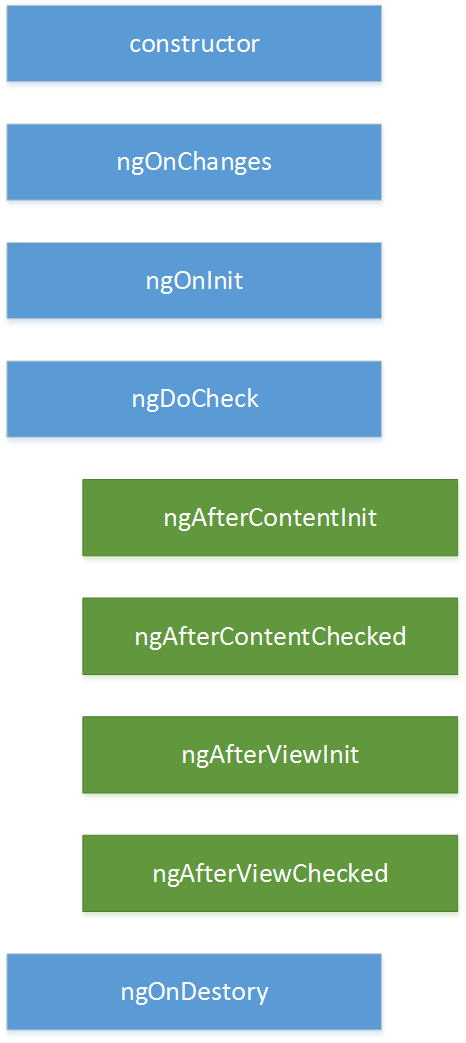 constructor
ngOnChanges
ngOnInit
ngDoCheck
ngAfterContentInit
ngAfterContentChecked
ngAfterViewInit
ngAfterViewChecked
ngOnDestory